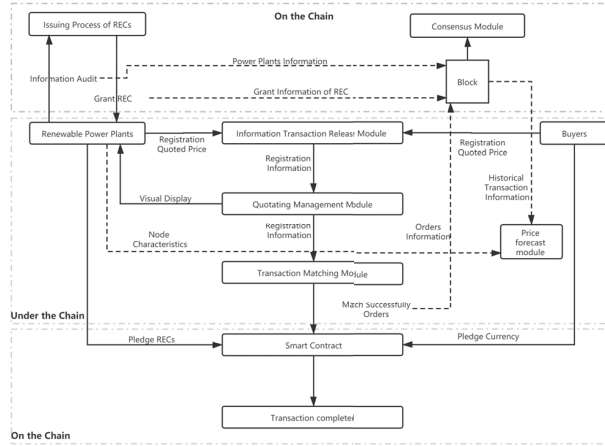 On the Chain
Issuing Process of RECs
Consensus Module
Power Plants Information
Information Audit
Block
Grant REC
Grant Information of REC
Renewable Power Plants
Information Transaction Release Module
Buyers
Registration
Quoted Price
Registration
Quoted Price
Registration
Information
Historical
Transaction
Information
Visual Display
Quotating Management Module
Registration
Information
Node
Characteristics
Orders
Information
Price
forecast
module
Transaction Matching Module
Match Successfully
Orders
Under the Chain
Pledge RECs
Smart Contract
Pledge Currency
Transaction completed
On the Chain